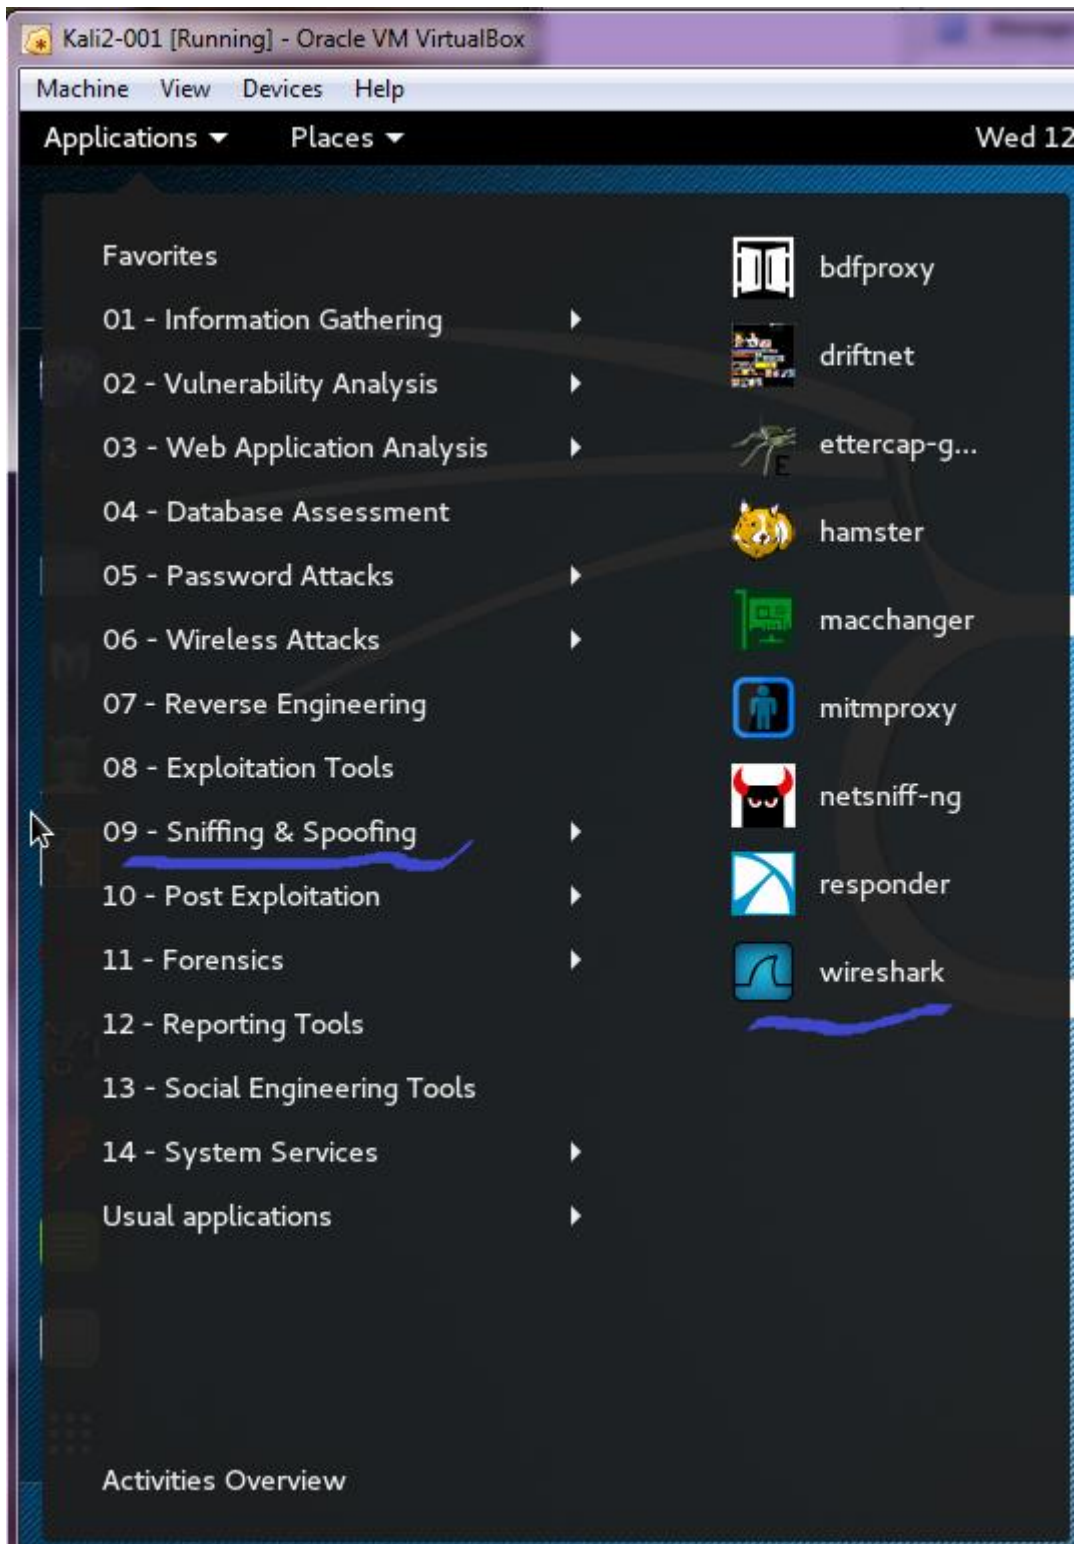 Kali2-001 [Running] - Oracle VM VirtualBox
Machine View Devices Help
Applications Places Wed 12
Favorites
01 - Information Gathering
02 - Vulnerability Analysis
03 - Web Application Analysis
04 - Database Assessment
05 - Password Attacks
06 - Wireless Attacks
07 - Reverse Engineering
08 - Exploitation Tools
09 - Sniffing & Spoofing
10 - Post Exploitation
11 - Forensics
12 - Reporting Tools
13 - Social Engineering Tools
14 - System Services
Usual applications
Activities Overview
bdfproxy
driftnet
ettercap-g...
hamster
macchanger
mitmproxy
netsniff-ng
responder
wireshark